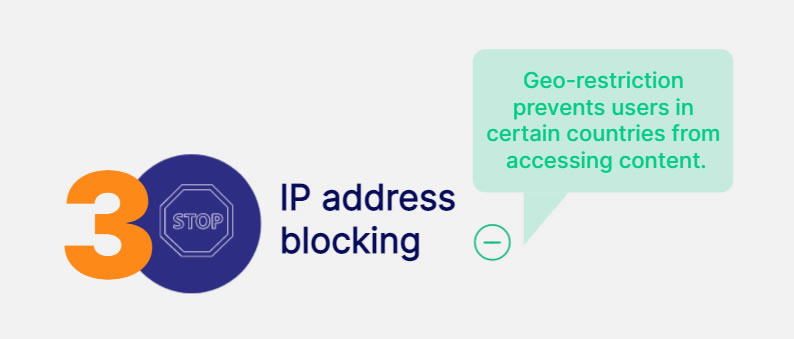 3
STOP
IP address
blocking
Geo-restriction
prevents users in
certain countries from
accessing content.